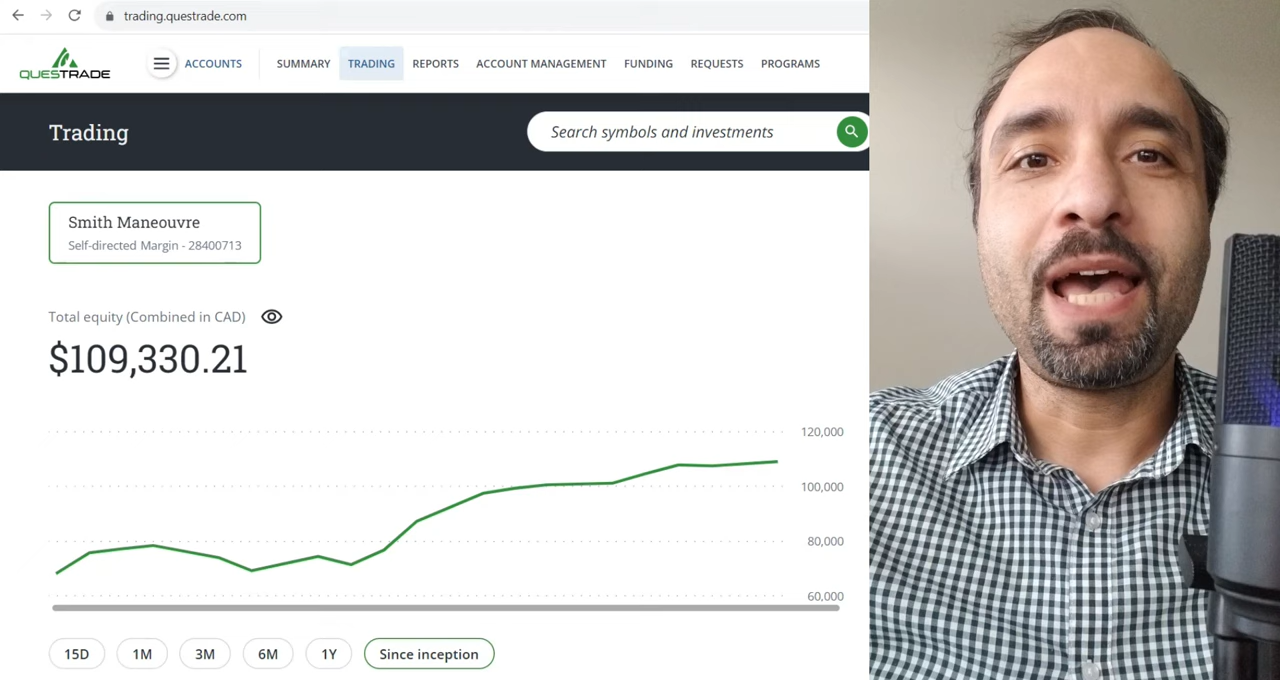 trading.questrade.com
QUESTRADE
ACCOUNTS
SUMMARY
TRADING
REPORTS
ACCOUNT MANAGEMENT
FUNDING
REQUESTS
PROGRAMS
Trading
Search symbols and investments
Smith Maneouvre
Self-directed Margin - 28400713
Total equity (Combined in CAD)
$109,330.21
120,000
100,000
80,000
60,000
15D
1M
3M
6M
1Y
Since inception